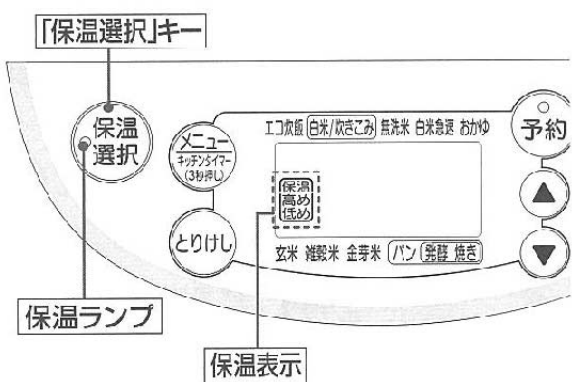 「保温選択」キー
保温
選択
メニュー
キッチンタイマー
(3秒押し)
とりけし
エコ炊飯 白米/炊きこみ 無洗米 白米急速 おかゆ
予約
保温
高め
低め
▲
▼
玄米 雑穀米 金芽米 パン 発酵 焼き
保温ランプ
保温表示